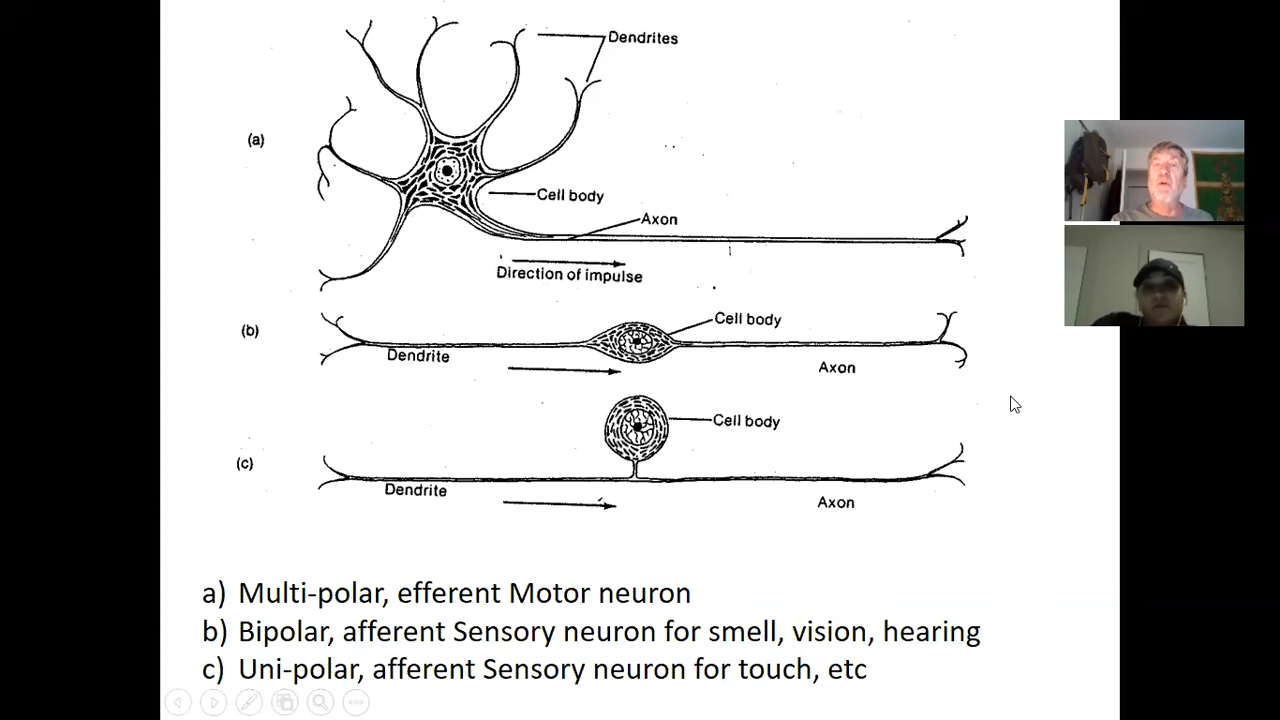 Dendrites
(a)
Cell body
Axon
Direction of impulse
(b)
Cell body
Dendrite
Axon
Cell body
(c)
Dendrite
Axon
a) Multi-polar, efferent Motor neuron
b) Bipolar, afferent Sensory neuron for smell, vision, hearing
c) Uni-polar, afferent Sensory neuron for touch, etc